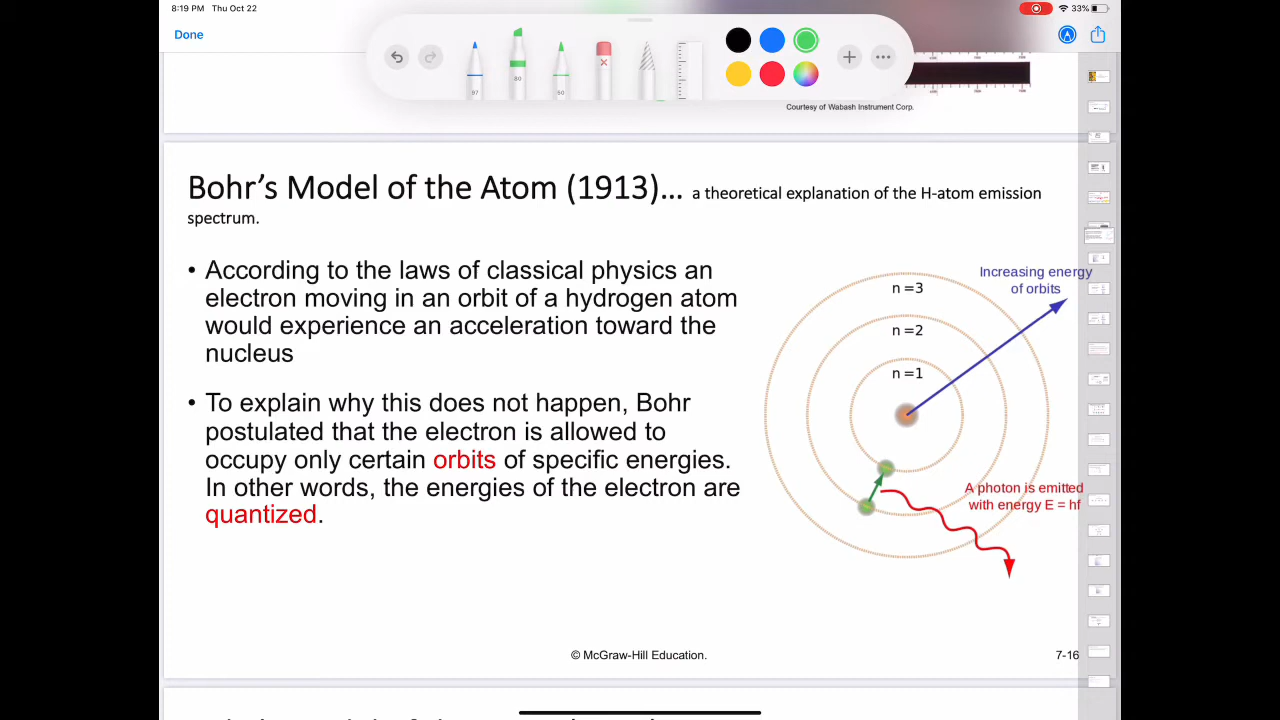 8:19 PM Thu Oct 22
33%
Done
97
80
50
Courtesy of Wabash Instrument Corp.
Bohr's Model of the Atom (1913)... a theoretical explanation of the H-atom emission
spectrum.
• According to the laws of classical physics an
electron moving in an orbit of a hydrogen atom
would experience an acceleration toward the
nucleus
• To explain why this does not happen, Bohr
postulated that the electron is allowed to
occupy only certain orbits of specific energies.
In other words, the energies of the electron are
quantized.
Increasing energy
of orbits
n = 3
n = 2
n = 1
A photon is emitted
with energy E = hf
© McGraw-Hill Education.
7-16